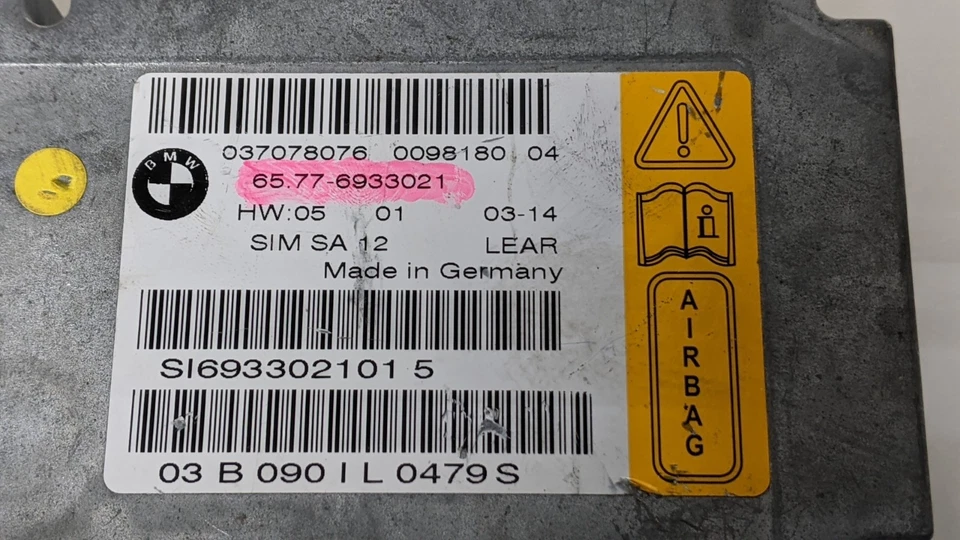 037078076 0098180 04
BMW
65.77-6933021
HW:05 01 03-14
SIM SA 12 LEAR
Made in Germany
SI693302101 5
03 B 090 I L 0479 S
i
AIRBAG